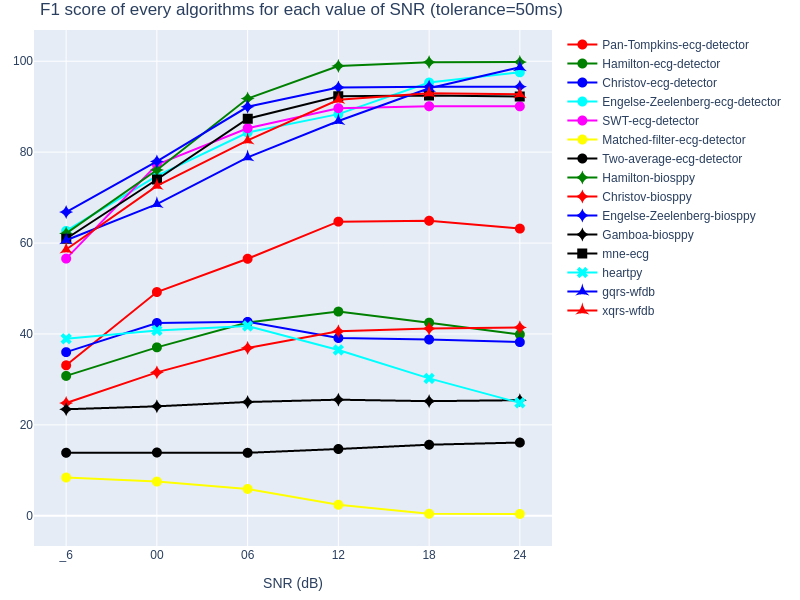 F1 score of every algorithms for each value of SNR (tolerance=50ms)
100
80
60
40
20
0
_6
00
06
12
18
24
SNR (dB)
Pan-Tompkins-ecg-detector
Hamilton-ecg-detector
Christov-ecg-detector
Engelse-Zeelenberg-ecg-detector
SWT-ecg-detector
Matched-filter-ecg-detector
Two-average-ecg-detector
Hamilton-biosppy
Christov-biosppy
Engelse-Zeelenberg-biosppy
Gamboa-biosppy
mne-ecg
heartpy
gqrs-wfdb
xqrs-wfdb